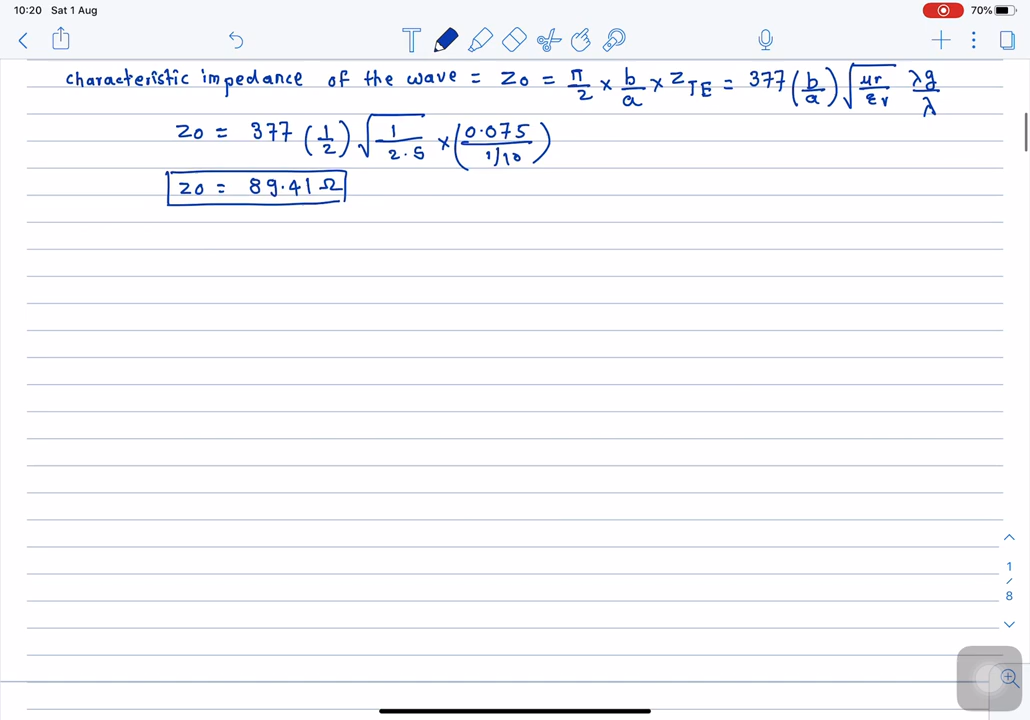 10:20 Sat 1 Aug 70%
T
characteristic impedance of the wave = Zo = π/2 × b/a × Z_TE = 377 (b/a) √(μr/εr) λg/λ
Zo = 377 (1/2) √(1/2.5) × (0.075/(1/10))
Zo = 89.41 Ω
1
/
8